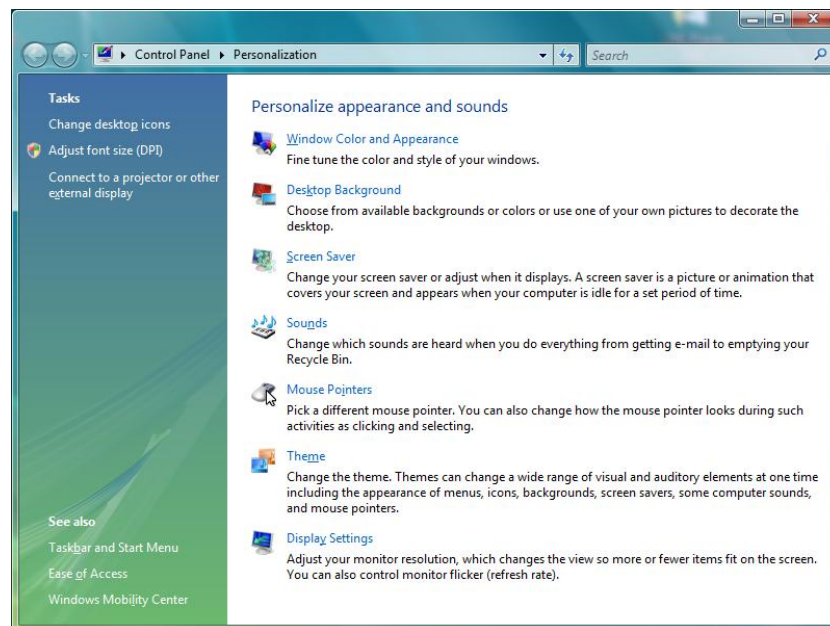 Control Panel Personalization
Search
Tasks
Change desktop icons
Adjust font size (DPI)
Connect to a projector or other
external display
Personalize appearance and sounds
Window Color and Appearance
Fine tune the color and style of your windows.
Desktop Background
Choose from available backgrounds or colors or use one of your own pictures to decorate the
desktop.
Screen Saver
Change your screen saver or adjust when it displays. A screen saver is a picture or animation that
covers your screen and appears when your computer is idle for a set period of time.
Sounds
Change which sounds are heard when you do everything from getting e-mail to emptying your
Recycle Bin.
Mouse Pointers
Pick a different mouse pointer. You can also change how the mouse pointer looks during such
activities as clicking and selecting.
Theme
Change the theme. Themes can change a wide range of visual and auditory elements at one time
including the appearance of menus, icons, backgrounds, screen savers, some computer sounds,
and mouse pointers.
Display Settings
Adjust your monitor resolution, which changes the view so more or fewer items fit on the screen.
You can also control monitor flicker (refresh rate).
See also
Taskbar and Start Menu
Ease of Access
Windows Mobility Center